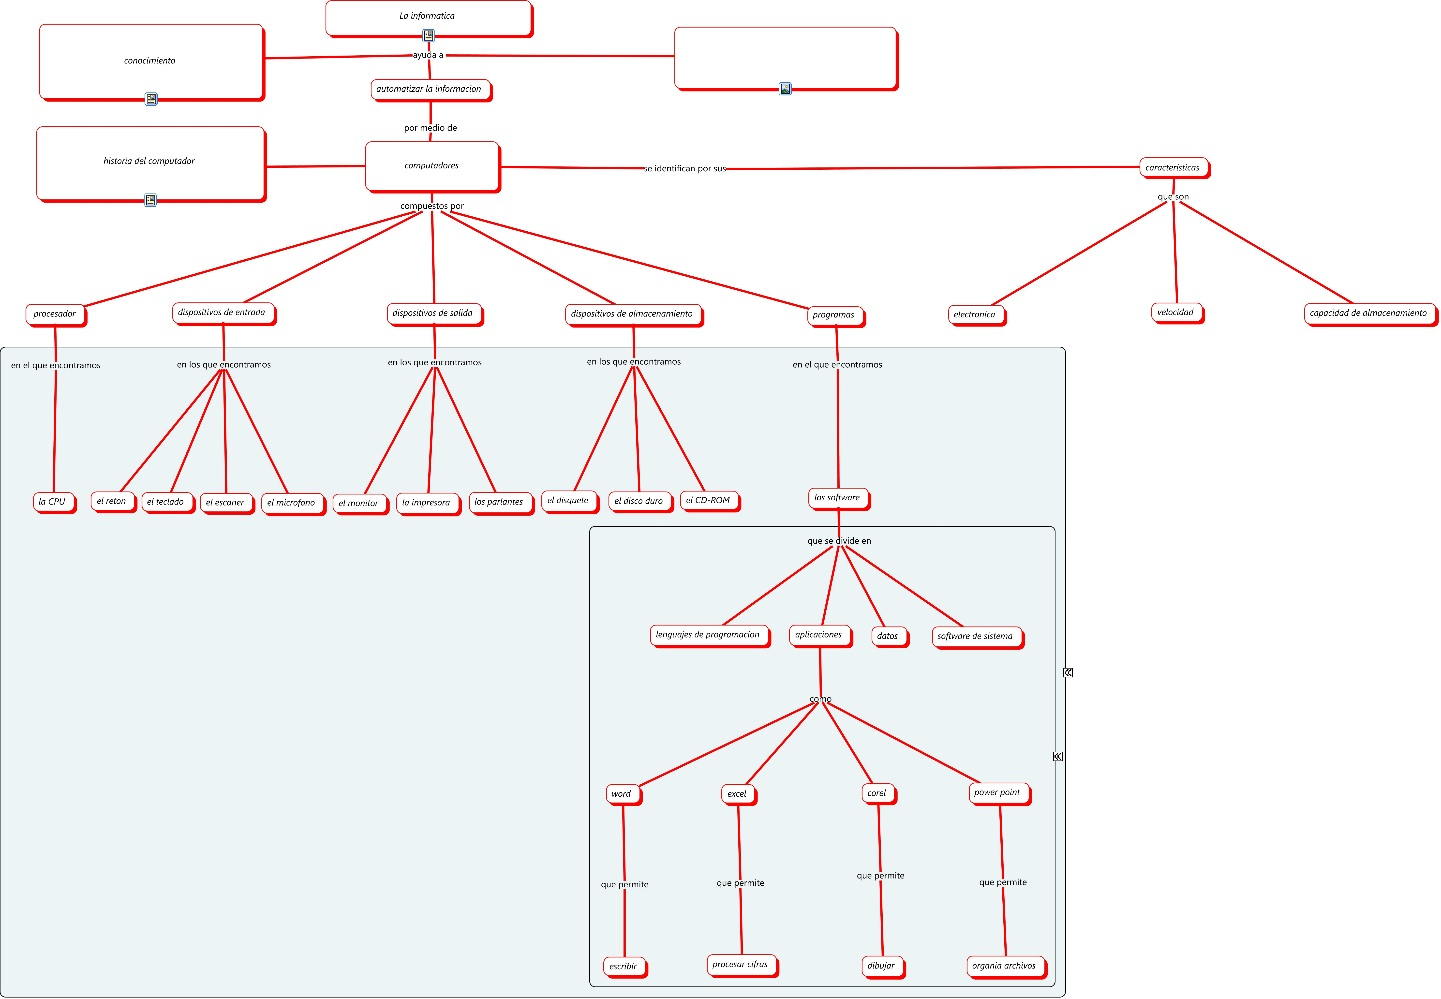 La informatica
conocimiento
ayuda a
automatizar la informacion
por medio de
historia del computador
computadores
se identifican por sus
características
compuestos por
que son
procesador
dispositivos de entrada
dispositivos de salida
dispositivos de almacenamiento
programas
electronica
velocidad
capacidad de almacenamiento
en el que encontramos
en los que encontramos
en los que encontramos
en los que encontramos
en el que encontramos
la CPU
el reton
el teclado
el escaner
el microfono
el monitor
la impresora
los parlantes
el disquete
el disco duro
el CD-ROM
los software
que se divide en
lenguajes de programacion
aplicaciones
datos
software de sistema
como
word
excel
corel
power point
que permite
que permite
que permite
que permite
escribir
procesar cifras
dibujar
organia archivos